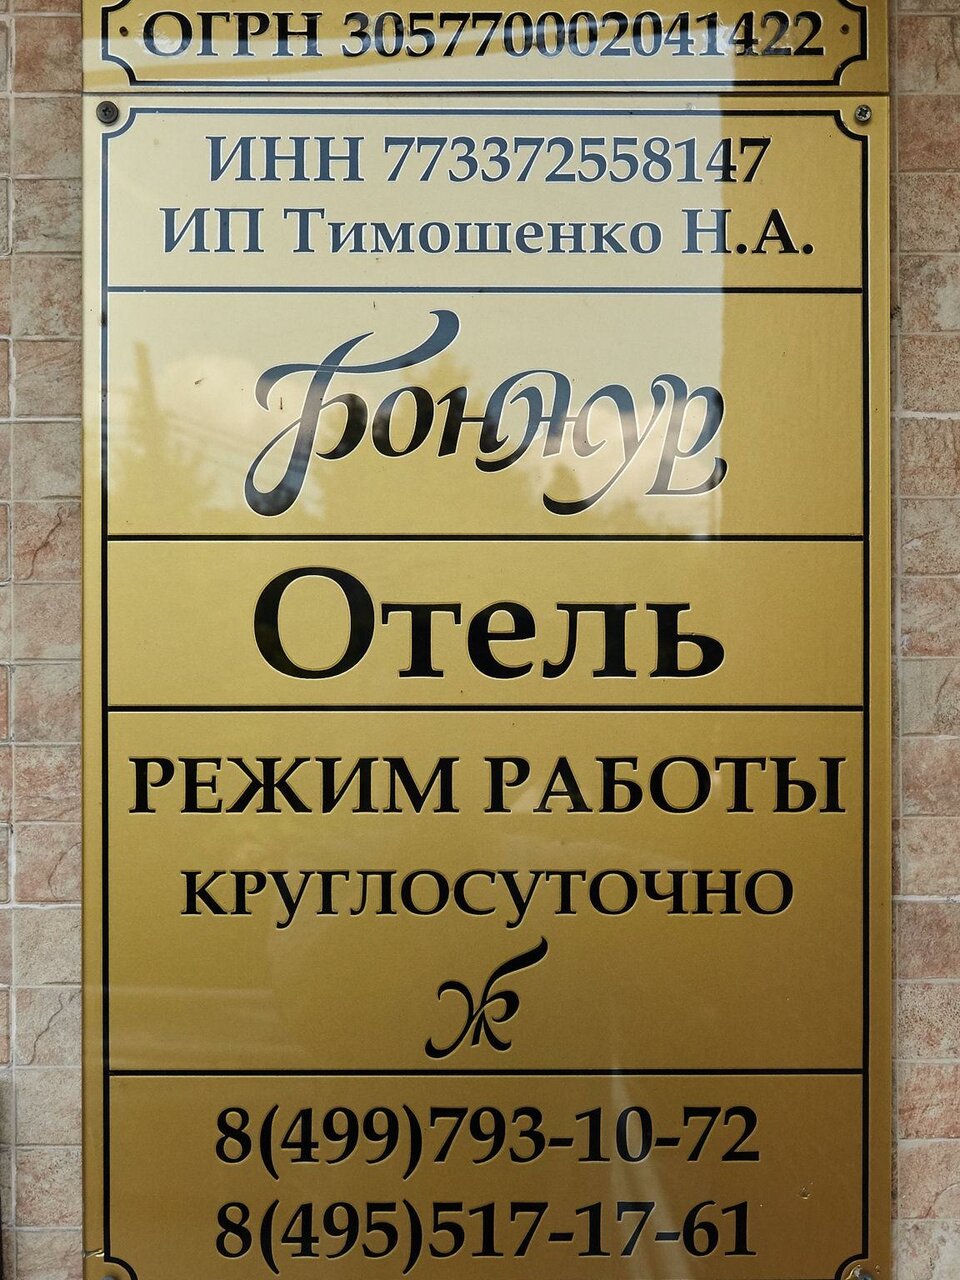 ОГРН 305770002041422
ИНН 773372558147
ИП Тимошенко Н.А.
Бонжур
Отель
РЕЖИМ РАБОТЫ
КРУГЛОСУТОЧНО
8(499)793-10-72
8(495)517-17-61